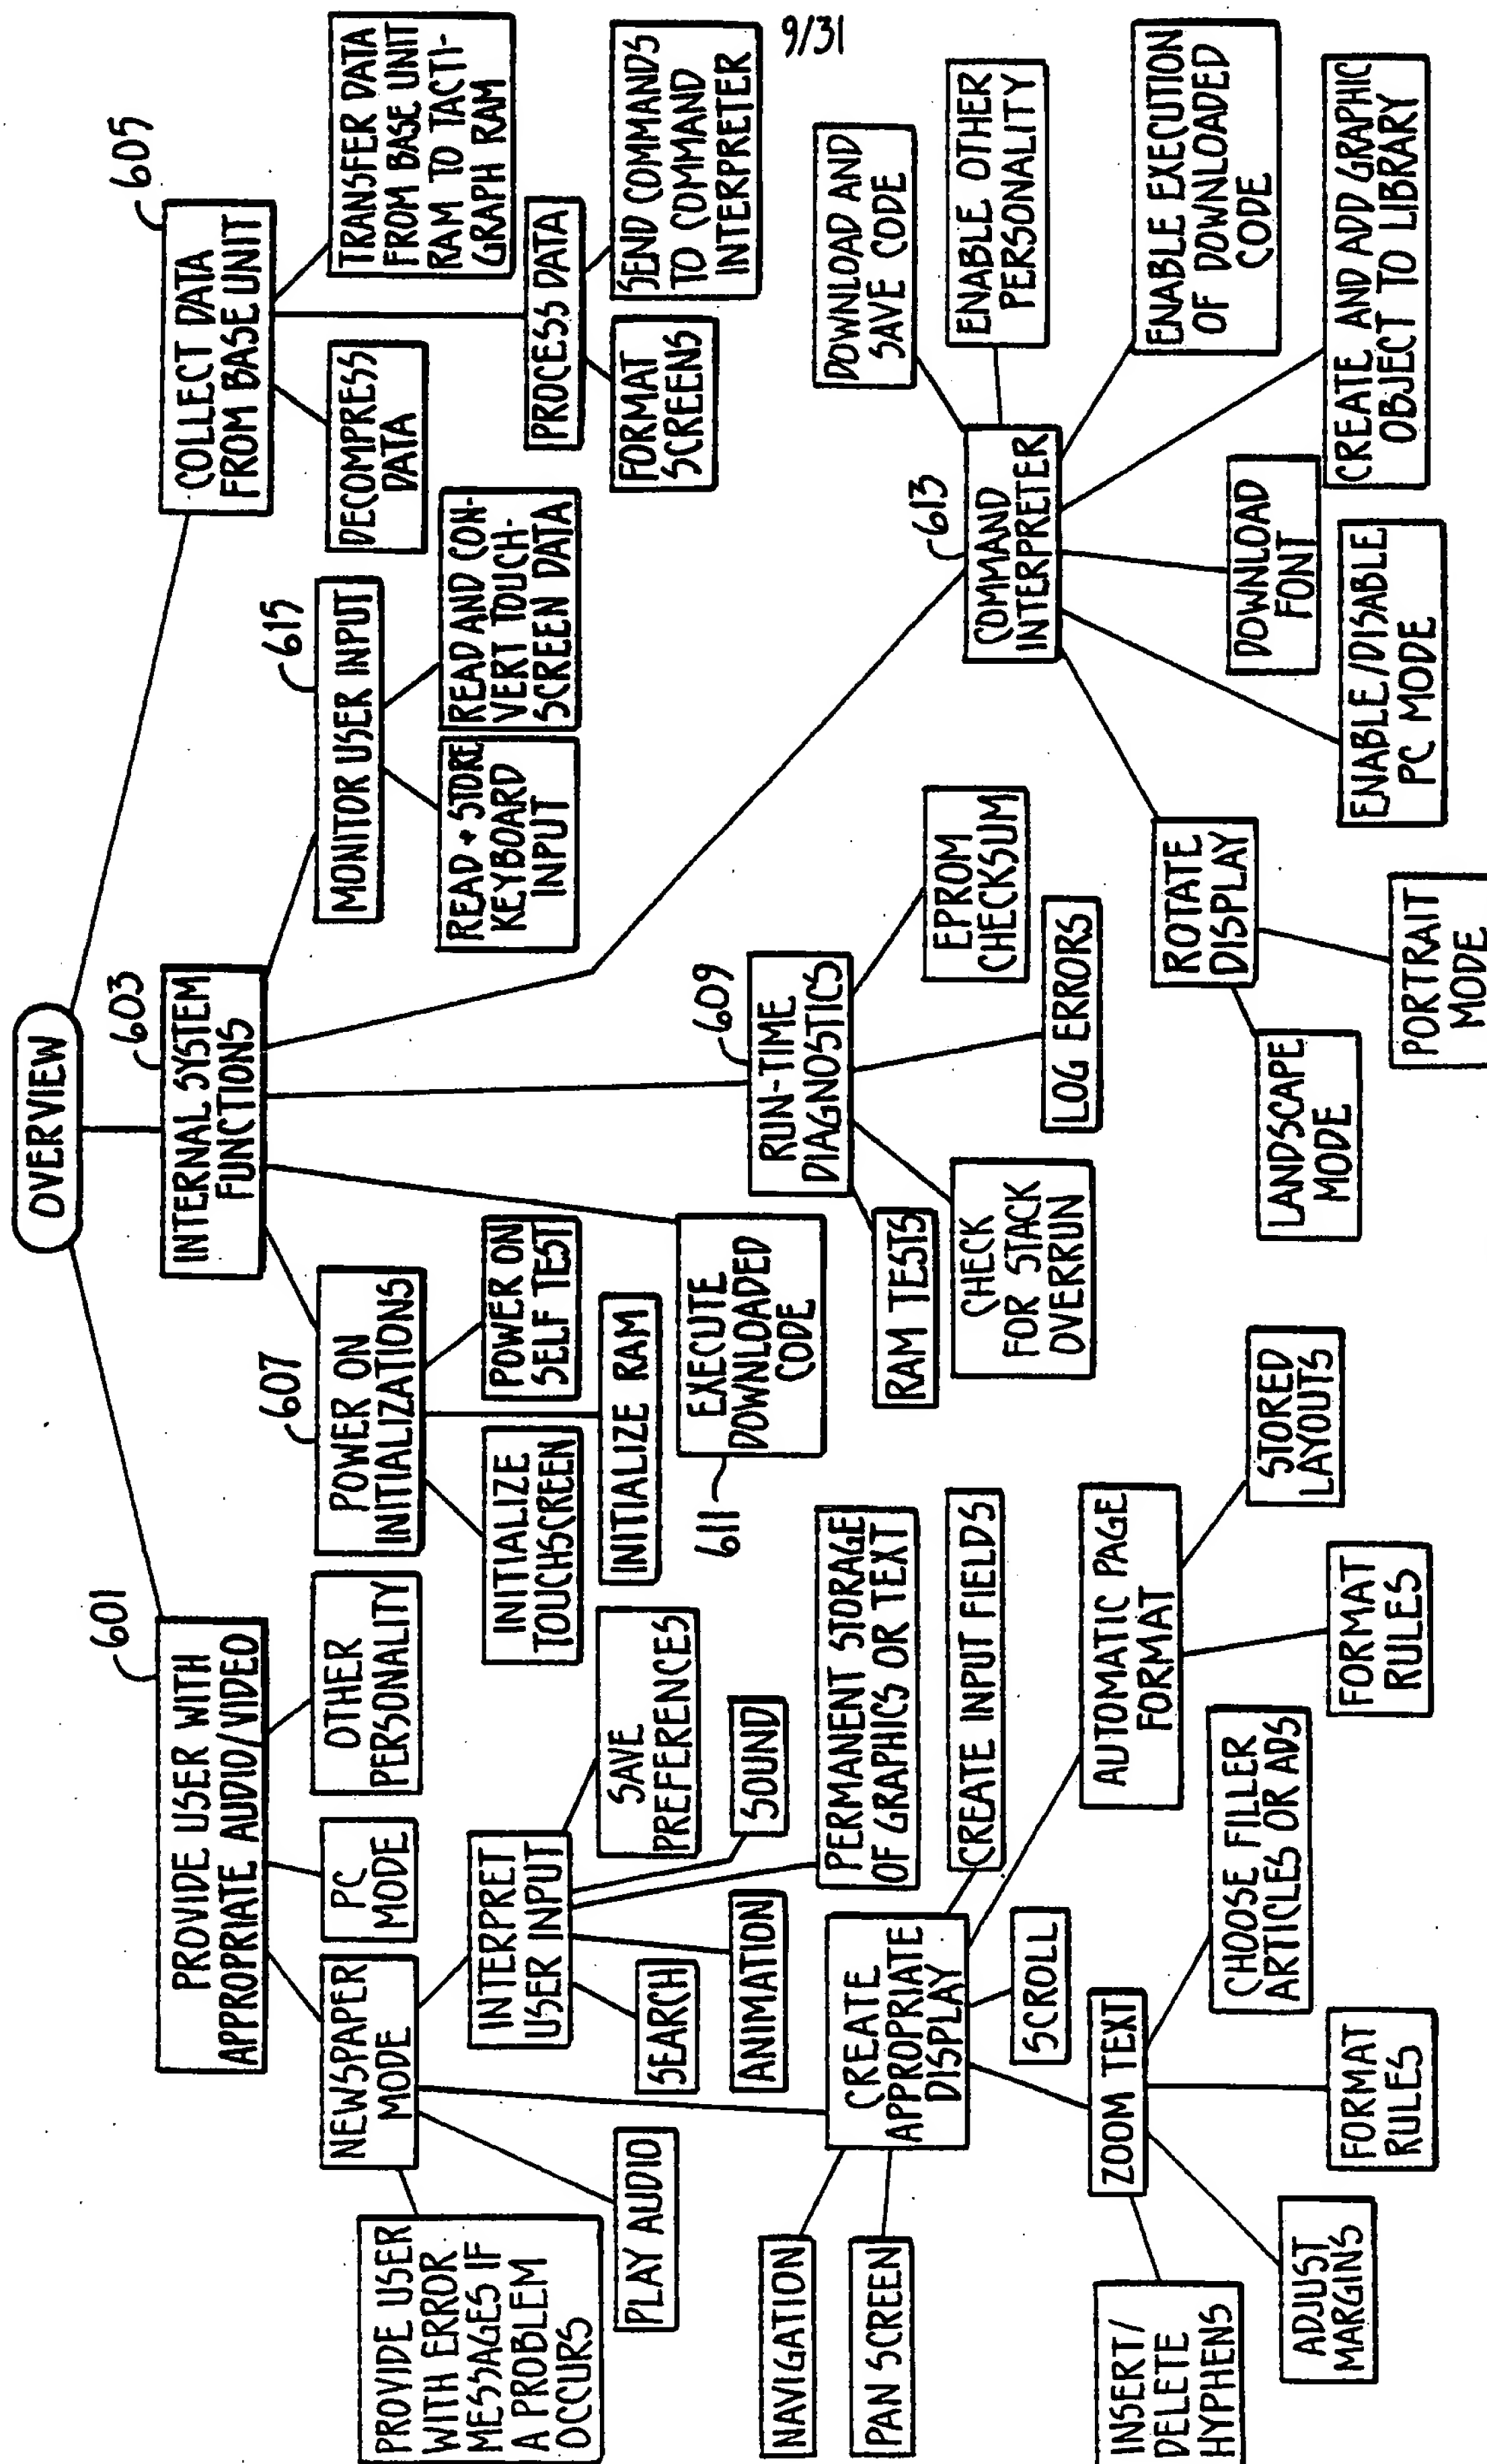 OVERVIEW
601
PROVIDE USER WITH
APPROPRIATE AUDIO/VIDEO
603
INTERNAL SYSTEM
FUNCTIONS
605
COLLECT DATA
FROM BASE UNIT
NEWSPAPER
MODE
PC
MODE
OTHER
PERSONALITY
607
POWER ON
INITIALIZATIONS
615
MONITOR USER INPUT
DECOMPRESS
DATA
TRANSFER DATA
FROM BASE UNIT
RAM TO TACTI-
GRAPH RAM
PROVIDE USER
WITH ERROR
MESSAGES IF
A PROBLEM
OCCURS
INTERPRET
USER INPUT
INITIALIZE
TOUCHSCREEN
POWER ON
SELF TEST
READ + STORE
KEYBOARD
INPUT
READ AND CON-
VERT TOUCH-
SCREEN DATA
PROCESS DATA
PLAY AUDIO
SEARCH
SAVE
PREFERENCES
INITIALIZE RAM
FORMAT
SCREENS
SEND COMMANDS
TO COMMAND
INTERPRETER
ANIMATION
SOUND
611
EXECUTE
DOWNLOADED
CODE
609
RUN-TIME
DIAGNOSTICS
9/31
NAVIGATION
PAN SCREEN
CREATE
APPROPRIATE
DISPLAY
PERMANENT STORAGE
OF GRAPHICS OR TEXT
CREATE INPUT FIELDS
SCROLL
RAM TESTS
CHECK
FOR STACK
OVERRUN
LOG ERRORS
EPROM
CHECKSUM
613
COMMAND
INTERPRETER
DOWNLOAD AND
SAVE CODE
ENABLE OTHER
PERSONALITY
ENABLE EXECUTION
OF DOWNLOADED
CODE
INSERT/
DELETE
HYPHENS
ZOOM TEXT
AUTOMATIC PAGE
FORMAT
ROTATE
DISPLAY
DOWNLOAD
FONT
CREATE AND ADD GRAPHIC
OBJECT TO LIBRARY
ADJUST
MARGINS
FORMAT
RULES
CHOOSE FILLER
ARTICLES OR ADS
FORMAT
RULES
STORED
LAYOUTS
LANDSCAPE
MODE
PORTRAIT
MODE
ENABLE/DISABLE
PC MODE